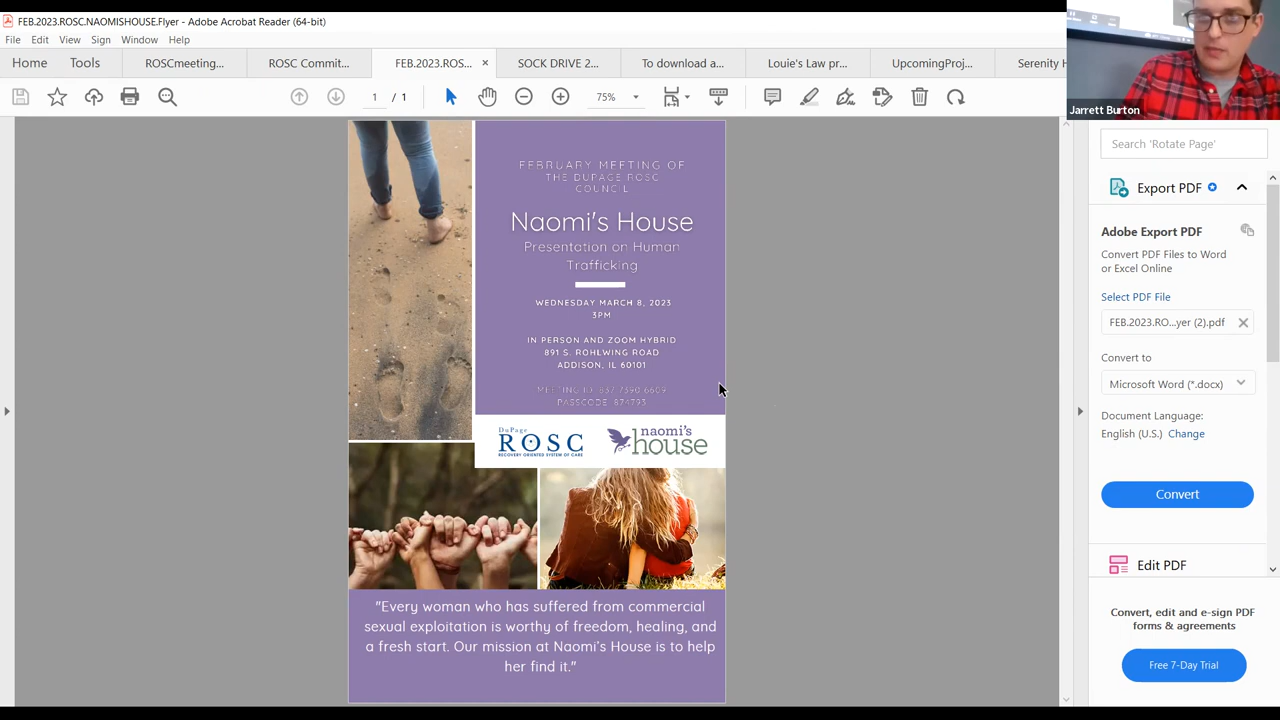 FEB.2023.ROSC.NAOMISHOUSE.Flyer - Adobe Acrobat Reader (64-bit)
File Edit View Sign Window Help
Home Tools ROSCmeeting... ROSC Commit... FEB.2023.ROS... × SOCK DRIVE 2... To download a... Louie's Law pr... UpcomingProj... Serenity H
1 / 1 75%
Jarrett Burton
Search 'Rotate Page'
Export PDF
Adobe Export PDF
Convert PDF Files to Word
or Excel Online
Select PDF File
FEB.2023.RO...yer (2).pdf
Convert to
Microsoft Word (*.docx)
Document Language:
English (U.S.) Change
Convert
Edit PDF
Convert, edit and e-sign PDF
forms & agreements
Free 7-Day Trial
FEBRUARY MEETING OF
THE DUPAGE ROSC
COUNCIL
Naomi's House
Presentation on Human
Trafficking
WEDNESDAY MARCH 8, 2023
3PM
IN PERSON AND ZOOM HYBRID
891 S. ROHLWING ROAD
ADDISON, IL 60101
MEETING ID: 837 7390 6609
PASSCODE: 874793
DuPage
ROSC
RECOVERY ORIENTED SYSTEM OF CARE
naomi's
house
"Every woman who has suffered from commercial
sexual exploitation is worthy of freedom, healing, and
a fresh start. Our mission at Naomi's House is to help
her find it."